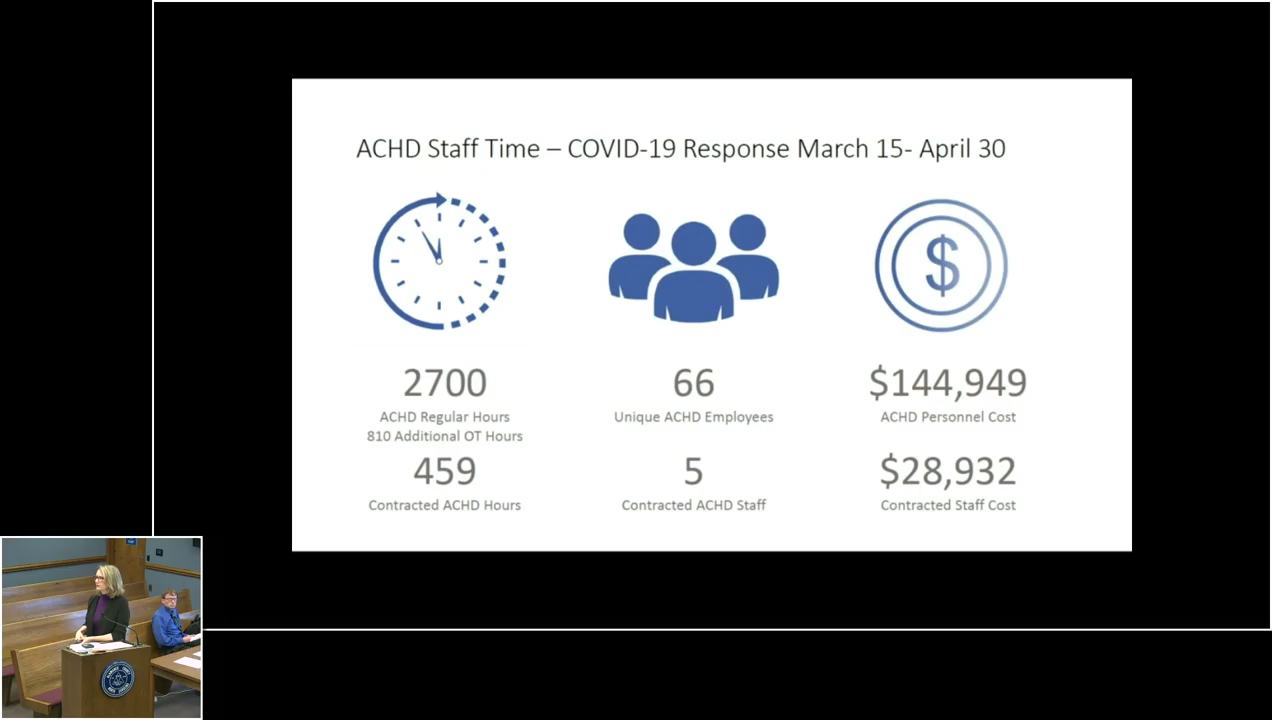 ACHD Staff Time – COVID-19 Response March 15- April 30
2700
ACHD Regular Hours
810 Additional OT Hours
459
Contracted ACHD Hours
66
Unique ACHD Employees
5
Contracted ACHD Staff
$144,949
ACHD Personnel Cost
$28,932
Contracted Staff Cost